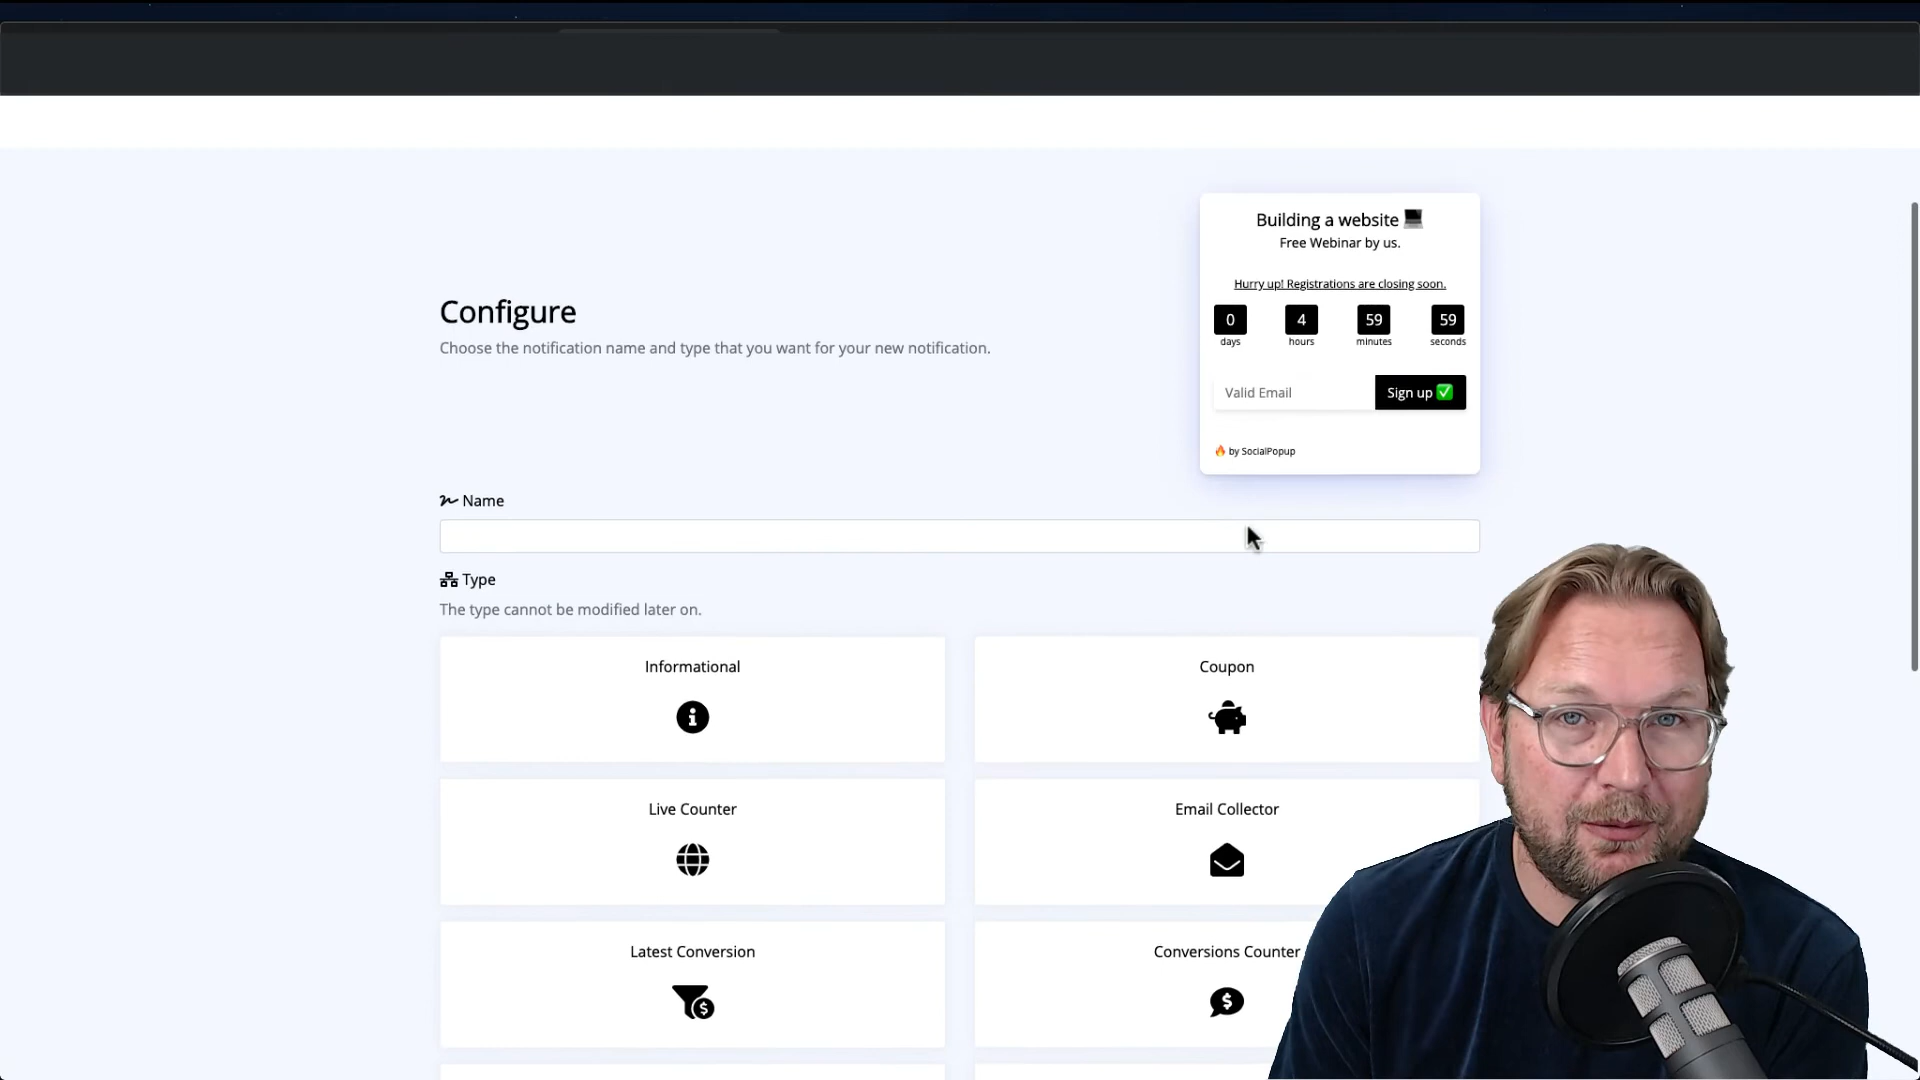 Building a website 💻
Free Webinar by us.
Hurry up! Registrations are closing soon.
0 4 59 59
days hours minutes seconds
Valid Email Sign up ✅
🔥 by SocialPopup
Configure
Choose the notification name and type that you want for your new notification.
Name
Type
The type cannot be modified later on.
Informational
Coupon
Live Counter
Email Collector
Latest Conversion
Conversions Counter